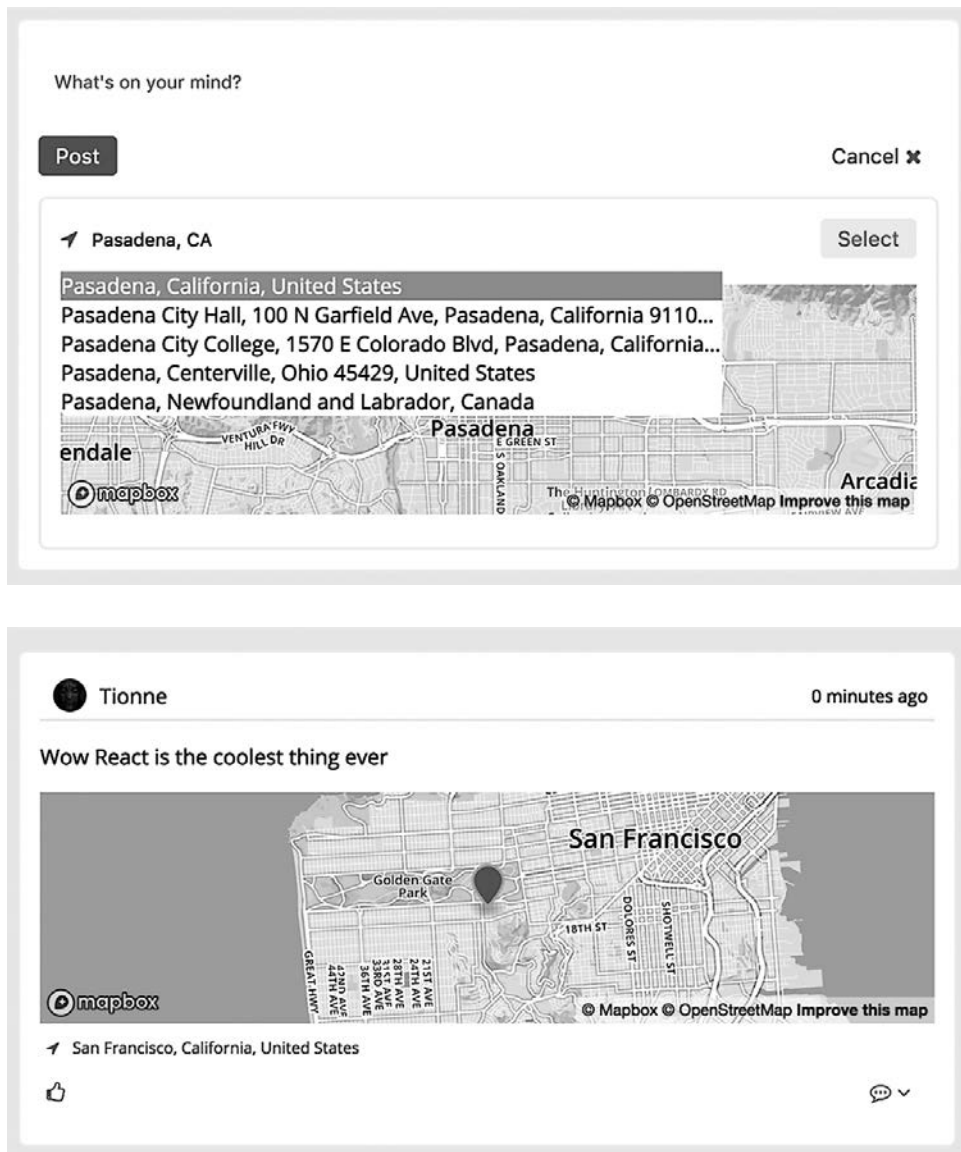 What's on your mind?
Post
Cancel ✖
Pasadena, CA
Select
Pasadena, California, United States
Pasadena City Hall, 100 N Garfield Ave, Pasadena, California 9110...
Pasadena City College, 1570 E Colorado Blvd, Pasadena, California...
Pasadena, Centerville, Ohio 45429, United States
Pasadena, Newfoundland and Labrador, Canada
VENTURA FWY
HILL DR
Pasadena
E GREEN ST
endale
S OAKLAND
Arcadia
The Huntington
LOMBARDY RD
mapbox
© Mapbox © OpenStreetMap Improve this map
Tionne
0 minutes ago
Wow React is the coolest thing ever
San Francisco
Golden Gate
Park
18TH ST
DOLORES ST
SHOTWELL ST
GREAT HWY
44TH AVE
42ND AVE
36TH AVE
33RD AVE
31ST AVE
28TH AVE
24TH AVE
21ST AVE
mapbox
© Mapbox © OpenStreetMap Improve this map
San Francisco, California, United States